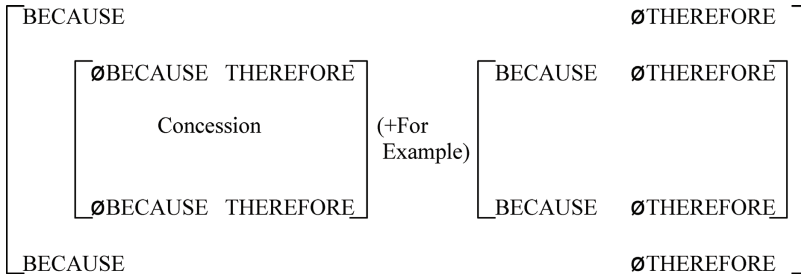 BECAUSE ØTHEREFORE
ØBECAUSE THEREFORE BECAUSE ØTHEREFORE
Concession (+For
Example)
ØBECAUSE THEREFORE BECAUSE ØTHEREFORE
BECAUSE ØTHEREFORE